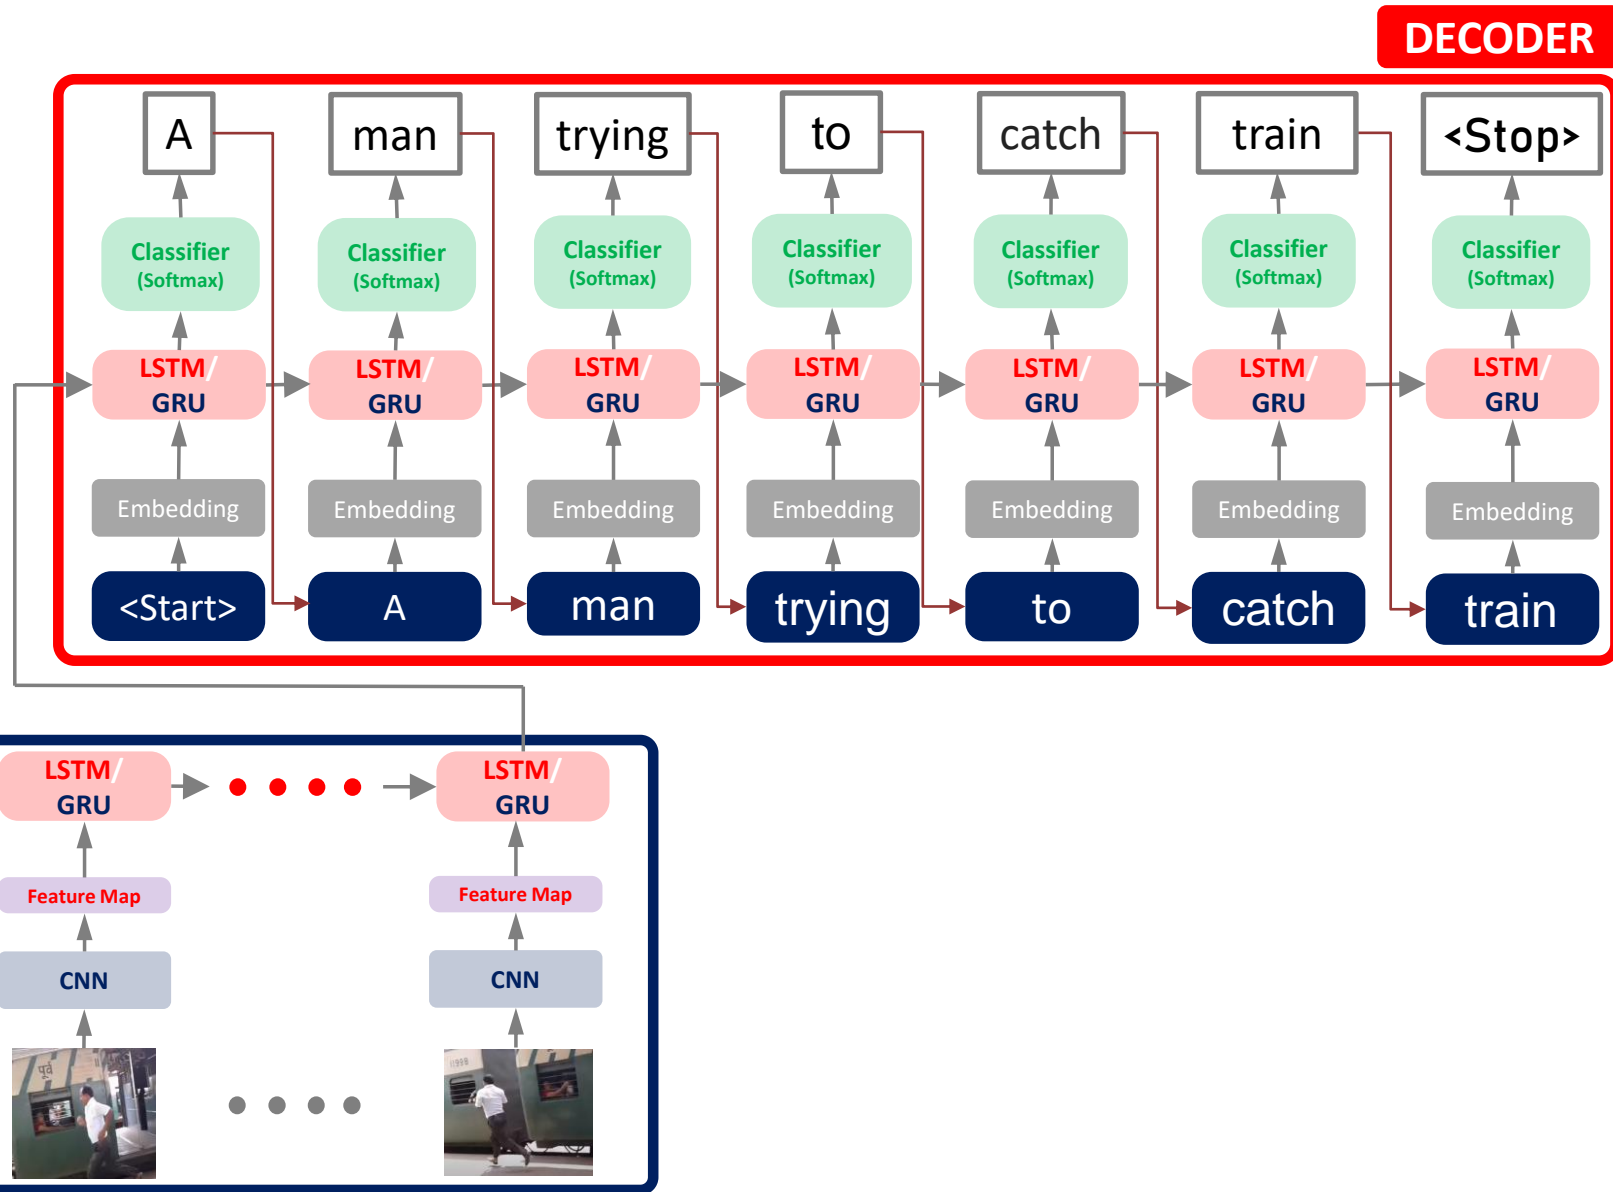 DECODER
A man trying to catch train <Stop>
Classifier Classifier Classifier Classifier Classifier Classifier Classifier
(Softmax) (Softmax) (Softmax) (Softmax) (Softmax) (Softmax) (Softmax)
LSTM/ LSTM/ LSTM/ LSTM/ LSTM/ LSTM/ LSTM/
GRU GRU GRU GRU GRU GRU GRU
Embedding Embedding Embedding Embedding Embedding Embedding Embedding
<Start> A man trying to catch train
LSTM/ LSTM/
GRU GRU
Feature Map Feature Map
CNN CNN
पूर्व